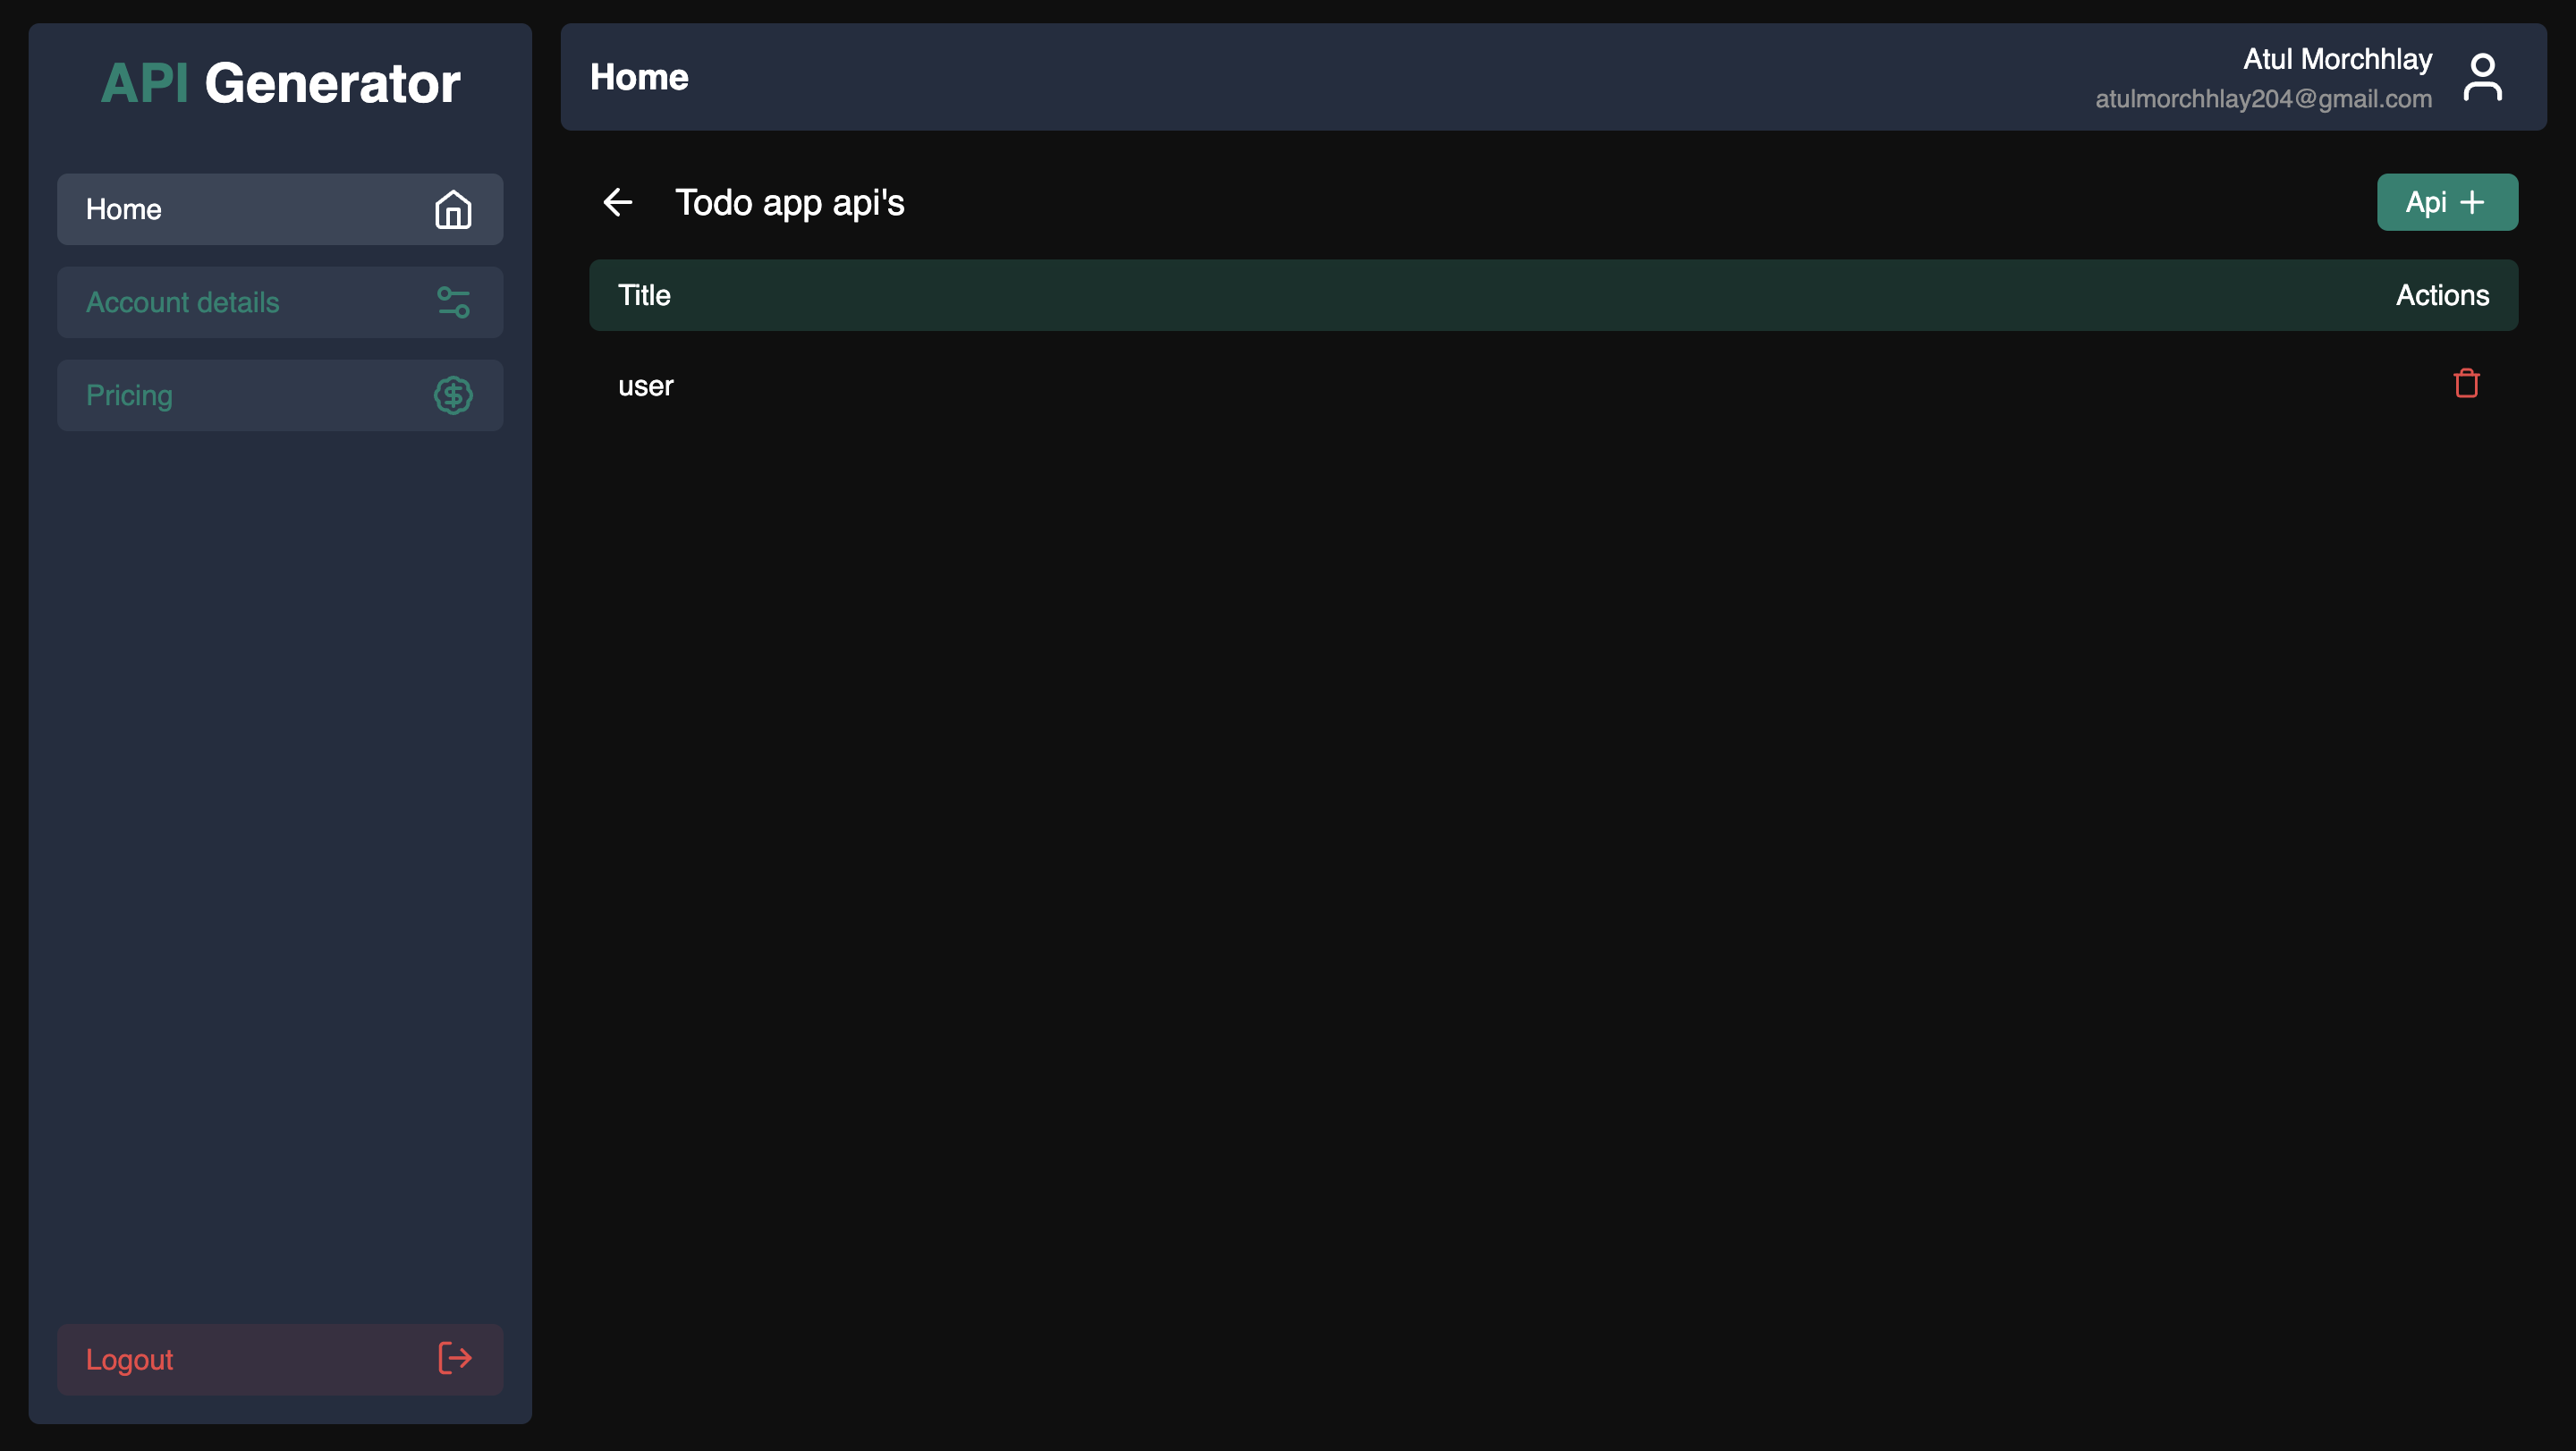 API Generator
Home
Account details
Pricing
Logout
Home
Atul Morchhlay
atulmorchhlay204@gmail.com
Todo app api's
Api +
Title Actions
user